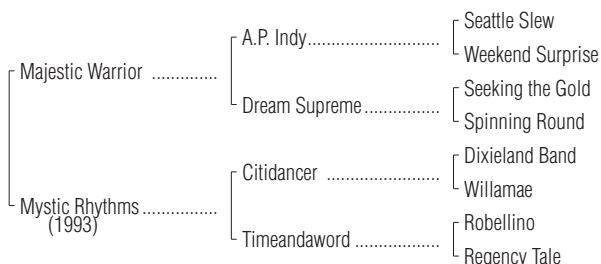 Seattle Slew
A.P. Indy..........................
Weekend Surprise
Majestic Warrior .............
Seeking the Gold
Dream Supreme...............
Spinning Round
Dixieland Band
Citidancer ......................
Willamae
Mystic Rhythms...............
(1993)
Robellino
Timeandaword .................
Regency Tale